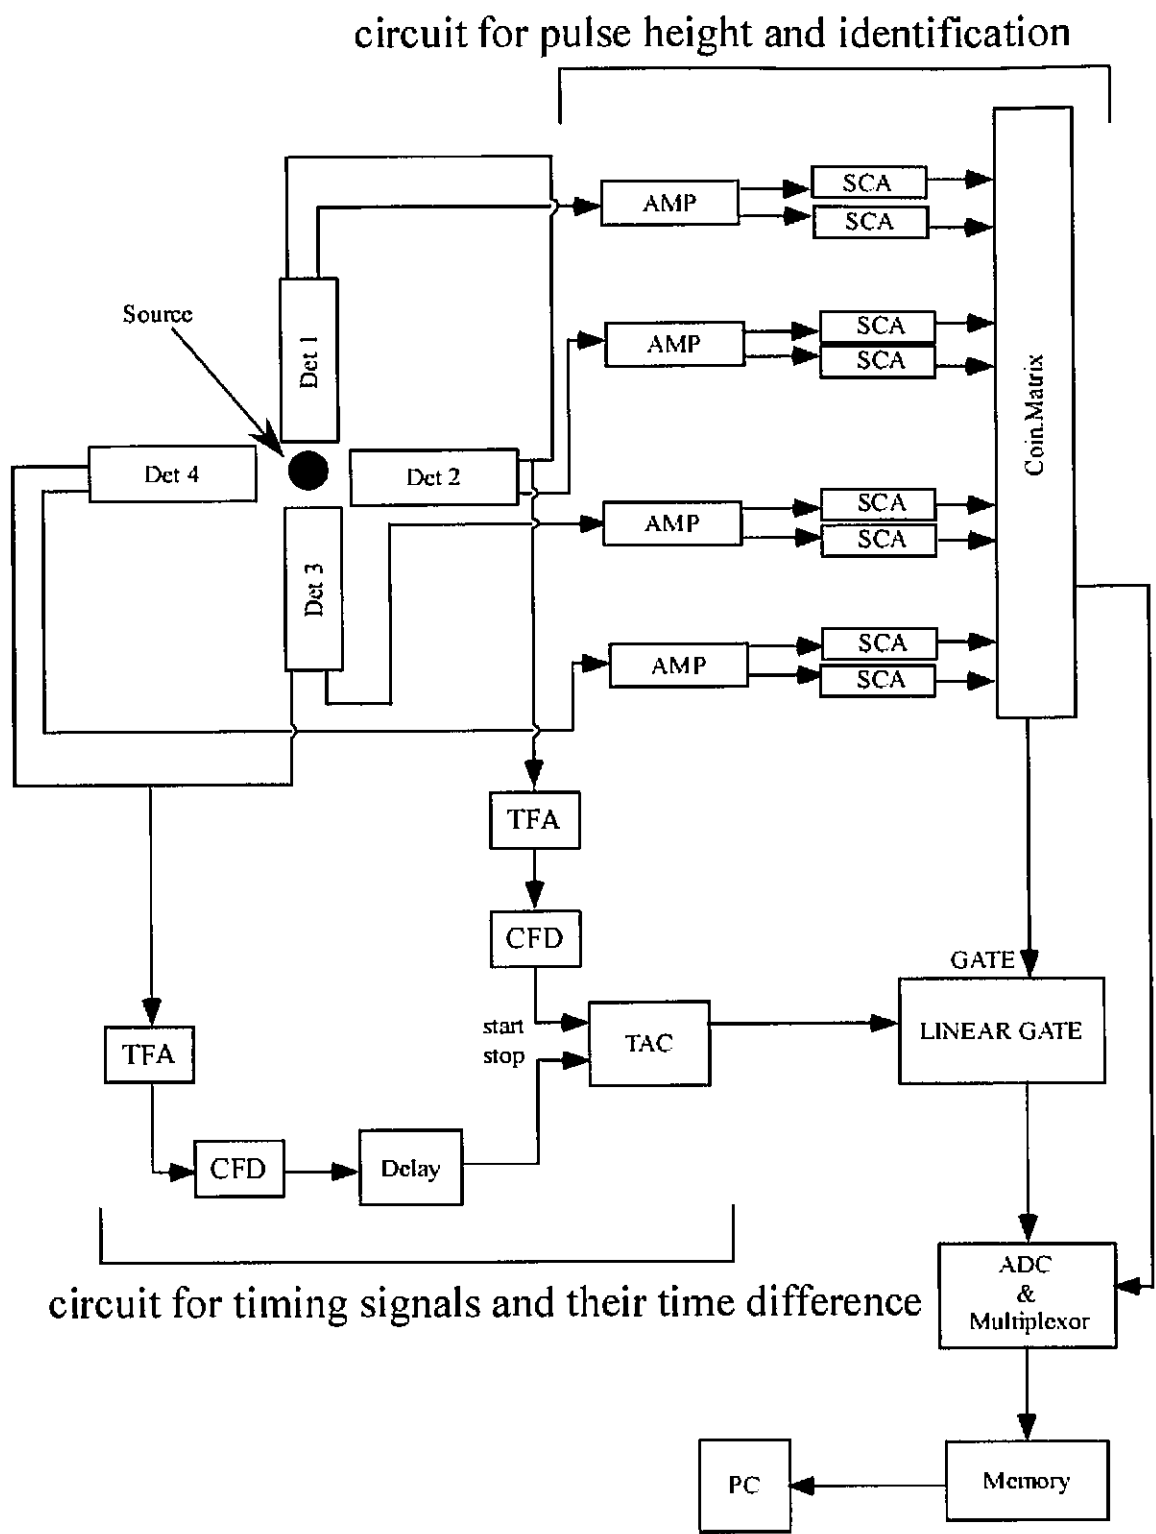 circuit for pulse height and identification
AMP
SCA
SCA
Source
Det 1
AMP
SCA
SCA
Coin.Matrix
Det 4
Det 2
AMP
SCA
SCA
Det 3
AMP
SCA
SCA
TFA
CFD
GATE
start
stop
TAC
LINEAR GATE
TFA
CFD
Delay
circuit for timing signals and their time difference
ADC
&
Multiplexor
PC
Memory